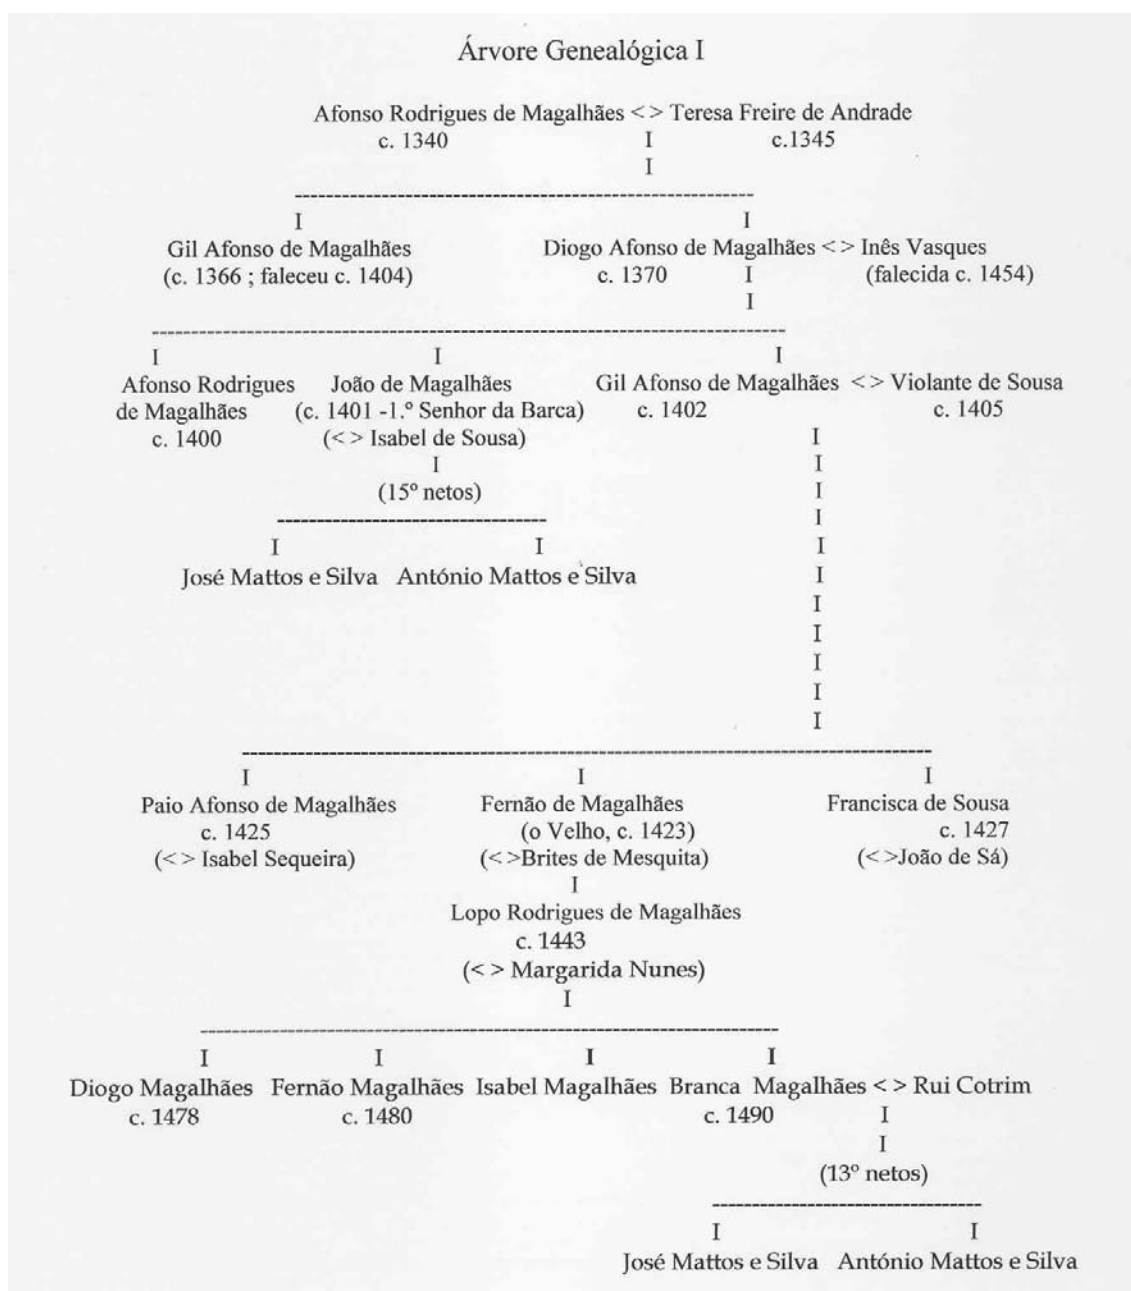 Árvore Genealógica I
Afonso Rodrigues de Magalhães < > Teresa Freire de Andrade
c. 1340 I c.1345
I
----------------------------------------------------------
I I
Gil Afonso de Magalhães Diogo Afonso de Magalhães < > Inês Vasques
(c. 1366 ; faleceu c. 1404) c. 1370 I (falecida c. 1454)
I
--------------------------------------------------------------------------------
I I I
Afonso Rodrigues João de Magalhães Gil Afonso de Magalhães < > Violante de Sousa
de Magalhães (c. 1401 -1.º Senhor da Barca) c. 1402 c. 1405
c. 1400 (< > Isabel de Sousa) I
I I
(15º netos) I
---------------------------------- I
I I I
José Mattos e Silva António Mattos e Silva I
I
I
I
I
I
---------------------------------------------------------------------------------------
I I I
Paio Afonso de Magalhães Fernão de Magalhães Francisca de Sousa
c. 1425 (o Velho, c. 1423) c. 1427
(< > Isabel Sequeira) (< >Brites de Mesquita) (< >João de Sá)
I
Lopo Rodrigues de Magalhães
c. 1443
(< > Margarida Nunes)
I
-------------------------------------------------------------------------
I I I I
Diogo Magalhães Fernão Magalhães Isabel Magalhães Branca Magalhães < > Rui Cotrim
c. 1478 c. 1480 c. 1490 I
I
(13º netos)
----------------------------------
I I
José Mattos e Silva António Mattos e Silva